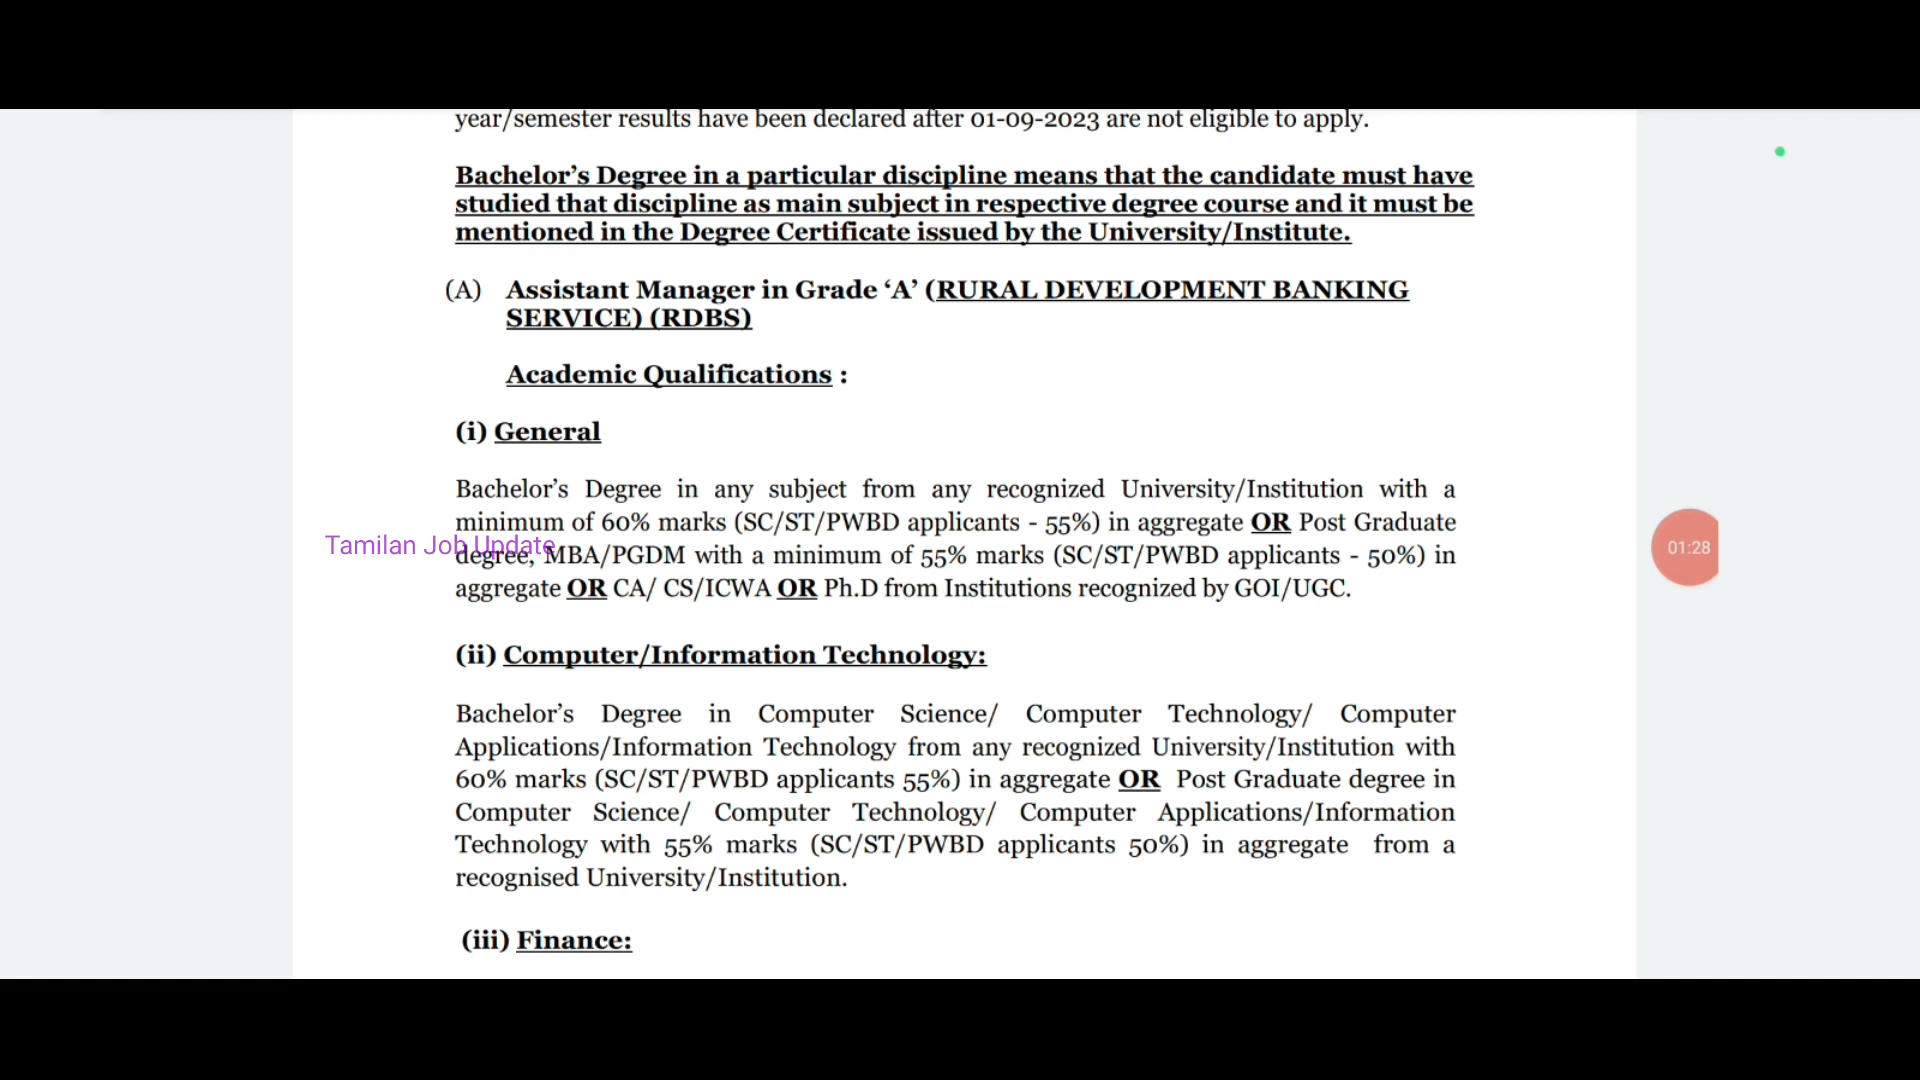 year/semester results have been declared after 01-09-2023 are not eligible to apply.
Bachelor’s Degree in a particular discipline means that the candidate must have
studied that discipline as main subject in respective degree course and it must be
mentioned in the Degree Certificate issued by the University/Institute.
(A) Assistant Manager in Grade ‘A’ (RURAL DEVELOPMENT BANKING
SERVICE) (RDBS)
Academic Qualifications :
(i) General
Bachelor’s Degree in any subject from any recognized University/Institution with a
minimum of 60% marks (SC/ST/PWBD applicants - 55%) in aggregate OR Post Graduate
Tamilan Job Update
degree, MBA/PGDM with a minimum of 55% marks (SC/ST/PWBD applicants - 50%) in
aggregate OR CA/ CS/ICWA OR Ph.D from Institutions recognized by GOI/UGC.
01:28
(ii) Computer/Information Technology:
Bachelor’s Degree in Computer Science/ Computer Technology/ Computer
Applications/Information Technology from any recognized University/Institution with
60% marks (SC/ST/PWBD applicants 55%) in aggregate OR Post Graduate degree in
Computer Science/ Computer Technology/ Computer Applications/Information
Technology with 55% marks (SC/ST/PWBD applicants 50%) in aggregate from a
recognised University/Institution.
(iii) Finance: